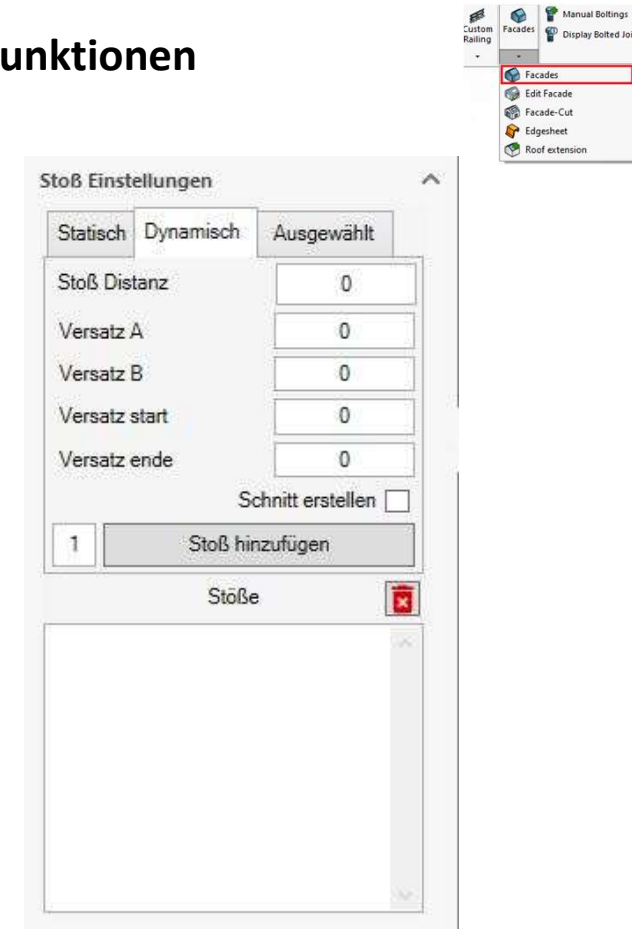 unktionen
Custom
Railing
Facades
Manual Boltings
Display Bolted Joi
Facades
Edit Facade
Facade-Cut
Edgesheet
Roof extension
Stoß Einstellungen
Statisch Dynamisch Ausgewählt
Stoß Distanz 0
Versatz A 0
Versatz B 0
Versatz start 0
Versatz ende 0
Schnitt erstellen
1 Stoß hinzufügen
Stöße